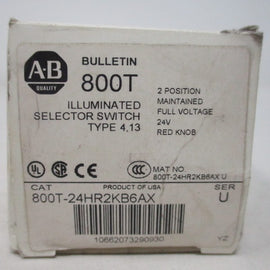 A-B
QUALITY
BULLETIN
800T
ILLUMINATED
SELECTOR SWITCH
TYPE 4,13
2 POSITION
MAINTAINED
FULL VOLTAGE
24V
RED KNOB
MAT NO
800T-24HR2KB6AX U
CAT
PRODUCT OF USA
SER
800T-24HR2KB6AX
U
10662073290930
YZ